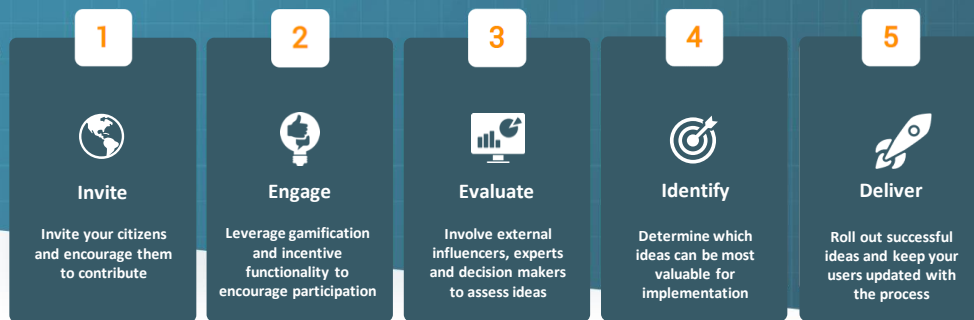 1
Invite
Invite your citizens
and encourage them
to contribute
2
Engage
Leverage gamification
and incentive
functionality to
encourage participation
3
Evaluate
Involve external
influencers, experts
and decision makers
to assess ideas
4
Identify
Determine which
ideas can be most
valuable for
implementation
5
Deliver
Roll out successful
ideas and keep your
users updated with
the process